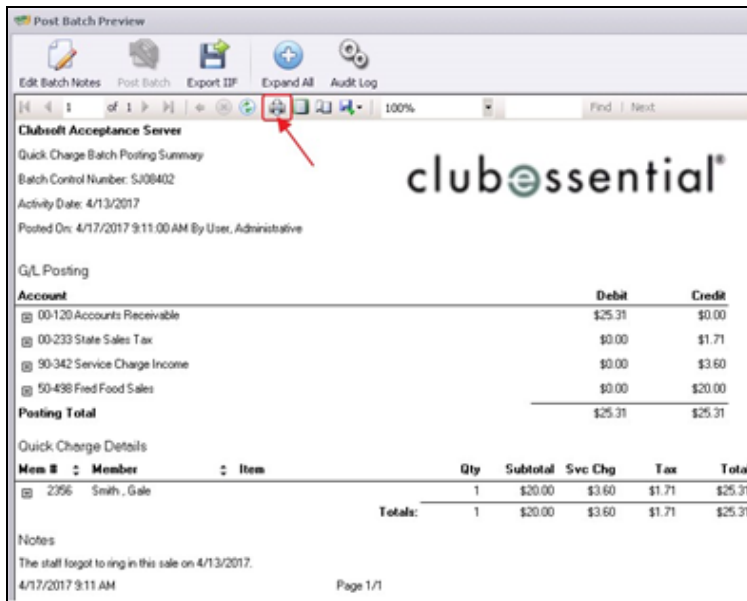 Post Batch Preview
Edit Batch Notes Post Batch Export IIF Expand All Audit Log
1 of 1 100% Find | Next
Clubsoft Acceptance Server
Quick Charge Batch Posting Summary
Batch Control Number: SJ08402
Activity Date: 4/13/2017
Posted On: 4/17/2017 9:11:00 AM By User, Administrative
clubessential®
G/L Posting
Account Debit Credit
00-120 Accounts Receivable $25.31 $0.00
00-233 State Sales Tax $0.00 $1.71
90-342 Service Charge Income $0.00 $3.60
50-498 Fred Food Sales $0.00 $20.00
Posting Total $25.31 $25.31
Quick Charge Details
Mem # Member Item Qty Subtotal Svc Chg Tax Total
2356 Smith , Gale 1 $20.00 $3.60 $1.71 $25.31
Totals: 1 $20.00 $3.60 $1.71 $25.31
Notes
The staff forgot to ring in this sale on 4/13/2017.
4/17/2017 9:11 AM Page 1/1